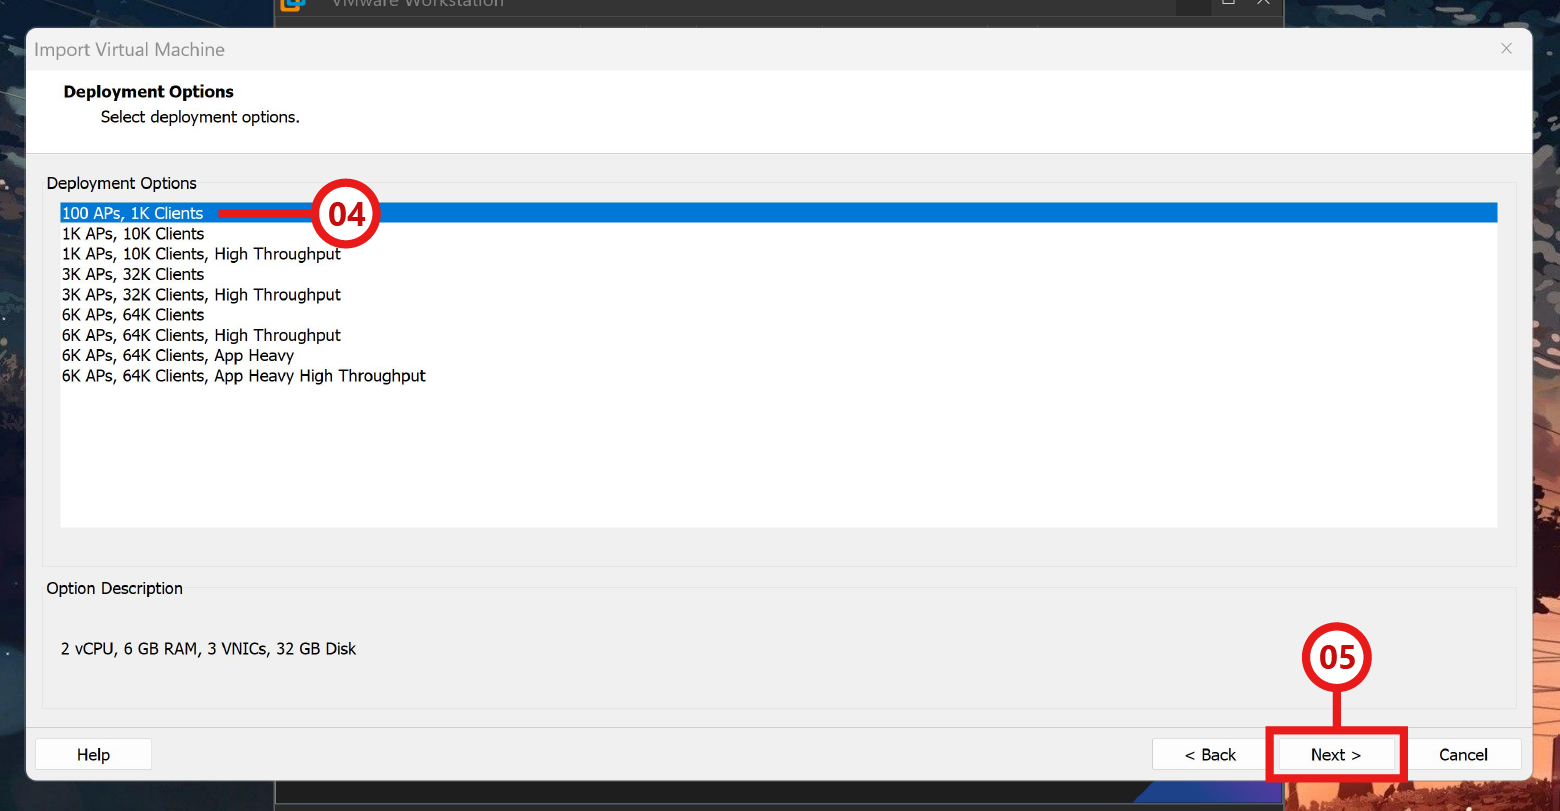 VMware Workstation
Import Virtual Machine
Deployment Options
Select deployment options.
Deployment Options
100 APs, 1K Clients
04
1K APs, 10K Clients
1K APs, 10K Clients, High Throughput
3K APs, 32K Clients
3K APs, 32K Clients, High Throughput
6K APs, 64K Clients
6K APs, 64K Clients, High Throughput
6K APs, 64K Clients, App Heavy
6K APs, 64K Clients, App Heavy High Throughput
Option Description
2 vCPU, 6 GB RAM, 3 VNICs, 32 GB Disk
05
Help
< Back
Next >
Cancel